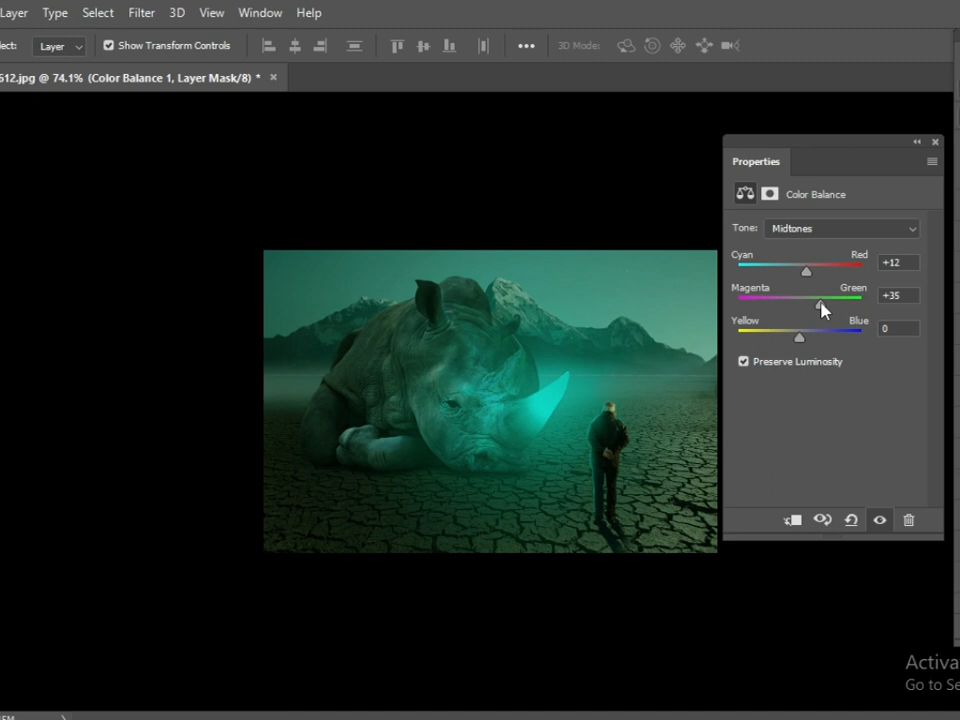 Layer Type Select Filter 3D View Window Help
lect: Layer Show Transform Controls 3D Mode:
512.jpg @ 74.1% (Color Balance 1, Layer Mask/8) *
Properties
Color Balance
Tone: Midtones
Cyan Red +12
Magenta Green +35
Yellow Blue 0
Preserve Luminosity
Activa
Go to Se